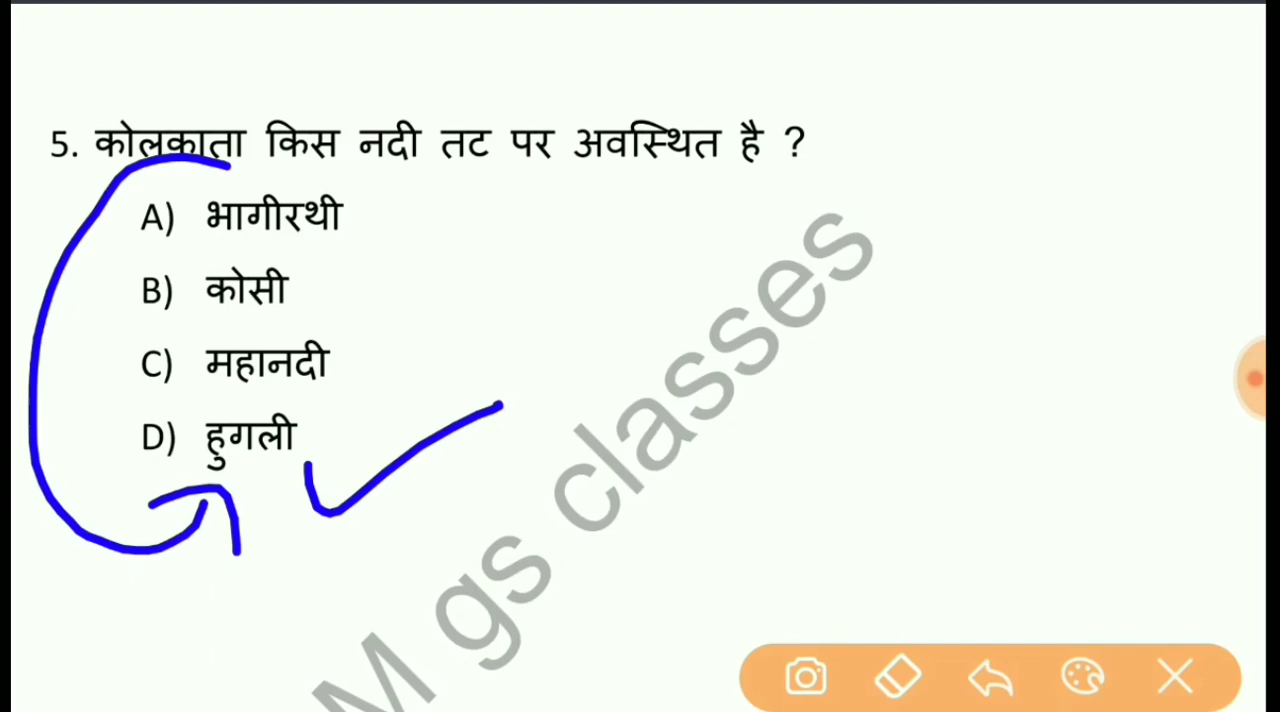 5. कोलकाता किस नदी तट पर अवस्थित है ?
A) भागीरथी
B) कोसी
C) महानदी
D) हुगली
M gs classes